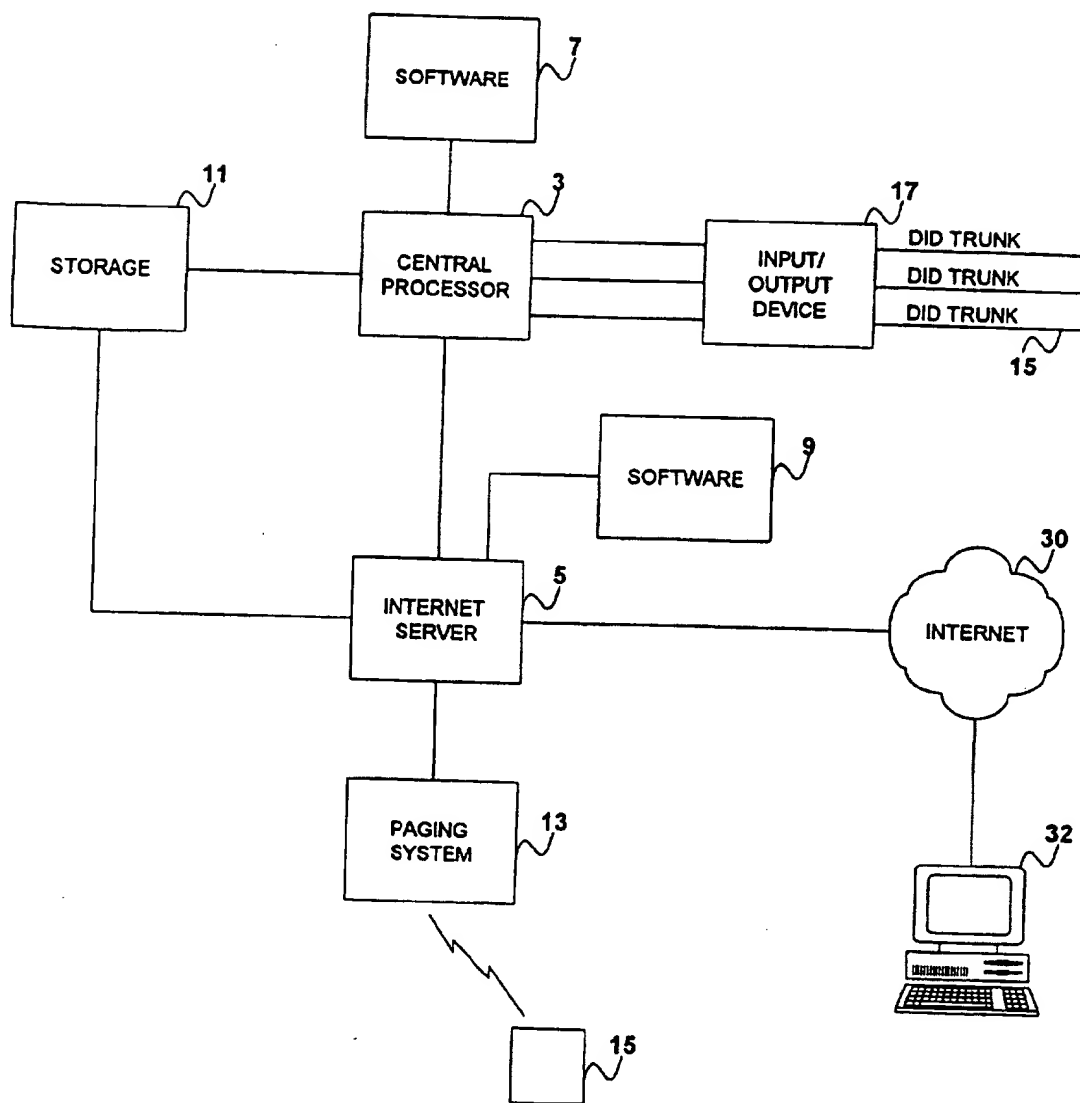 7
SOFTWARE
11
3
17
STORAGE
CENTRAL
PROCESSOR
INPUT/
OUTPUT
DEVICE
DID TRUNK
DID TRUNK
DID TRUNK
15
9
SOFTWARE
5
30
INTERNET
SERVER
INTERNET
13
PAGING
SYSTEM
32
15